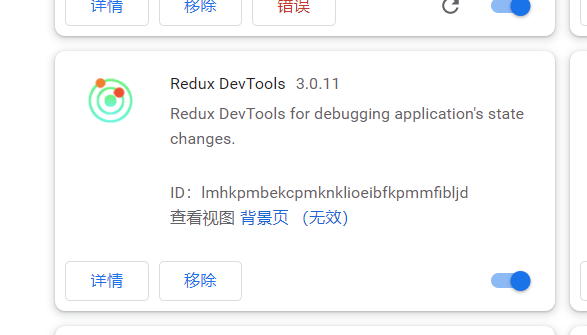 详情 移除 错误
Redux DevTools 3.0.11
Redux DevTools for debugging application's state
changes.
ID：lmhkpmbekcpmknklioeibfkpmmfibljd
查看视图 背景页 （无效）
详情 移除